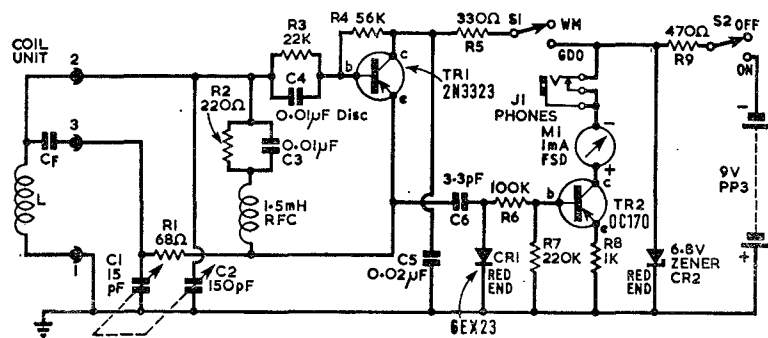 COIL
UNIT
2
3
1
CF
L
C1
15
pF
R1
68Ω
C2
150pF
R2
220Ω
C3
0.01µF
1.5mH
RFC
R3
22K
C4
0.01µF Disc
R4 56K
b
c
e
TR1
2N3323
330Ω
R5
S1
WM
GDO
470Ω
R9
S2
OFF
ON
J1
PHONES
M1
1mA
FSD
-
+
3.3pF
C6
100K
R6
b
c
e
TR2
OC170
C5
0.02µF
CR1
RED
END
GEX23
R7
220K
R8
1K
RED
END
6.8V
ZENER
CR2
-
9V
PP3
+